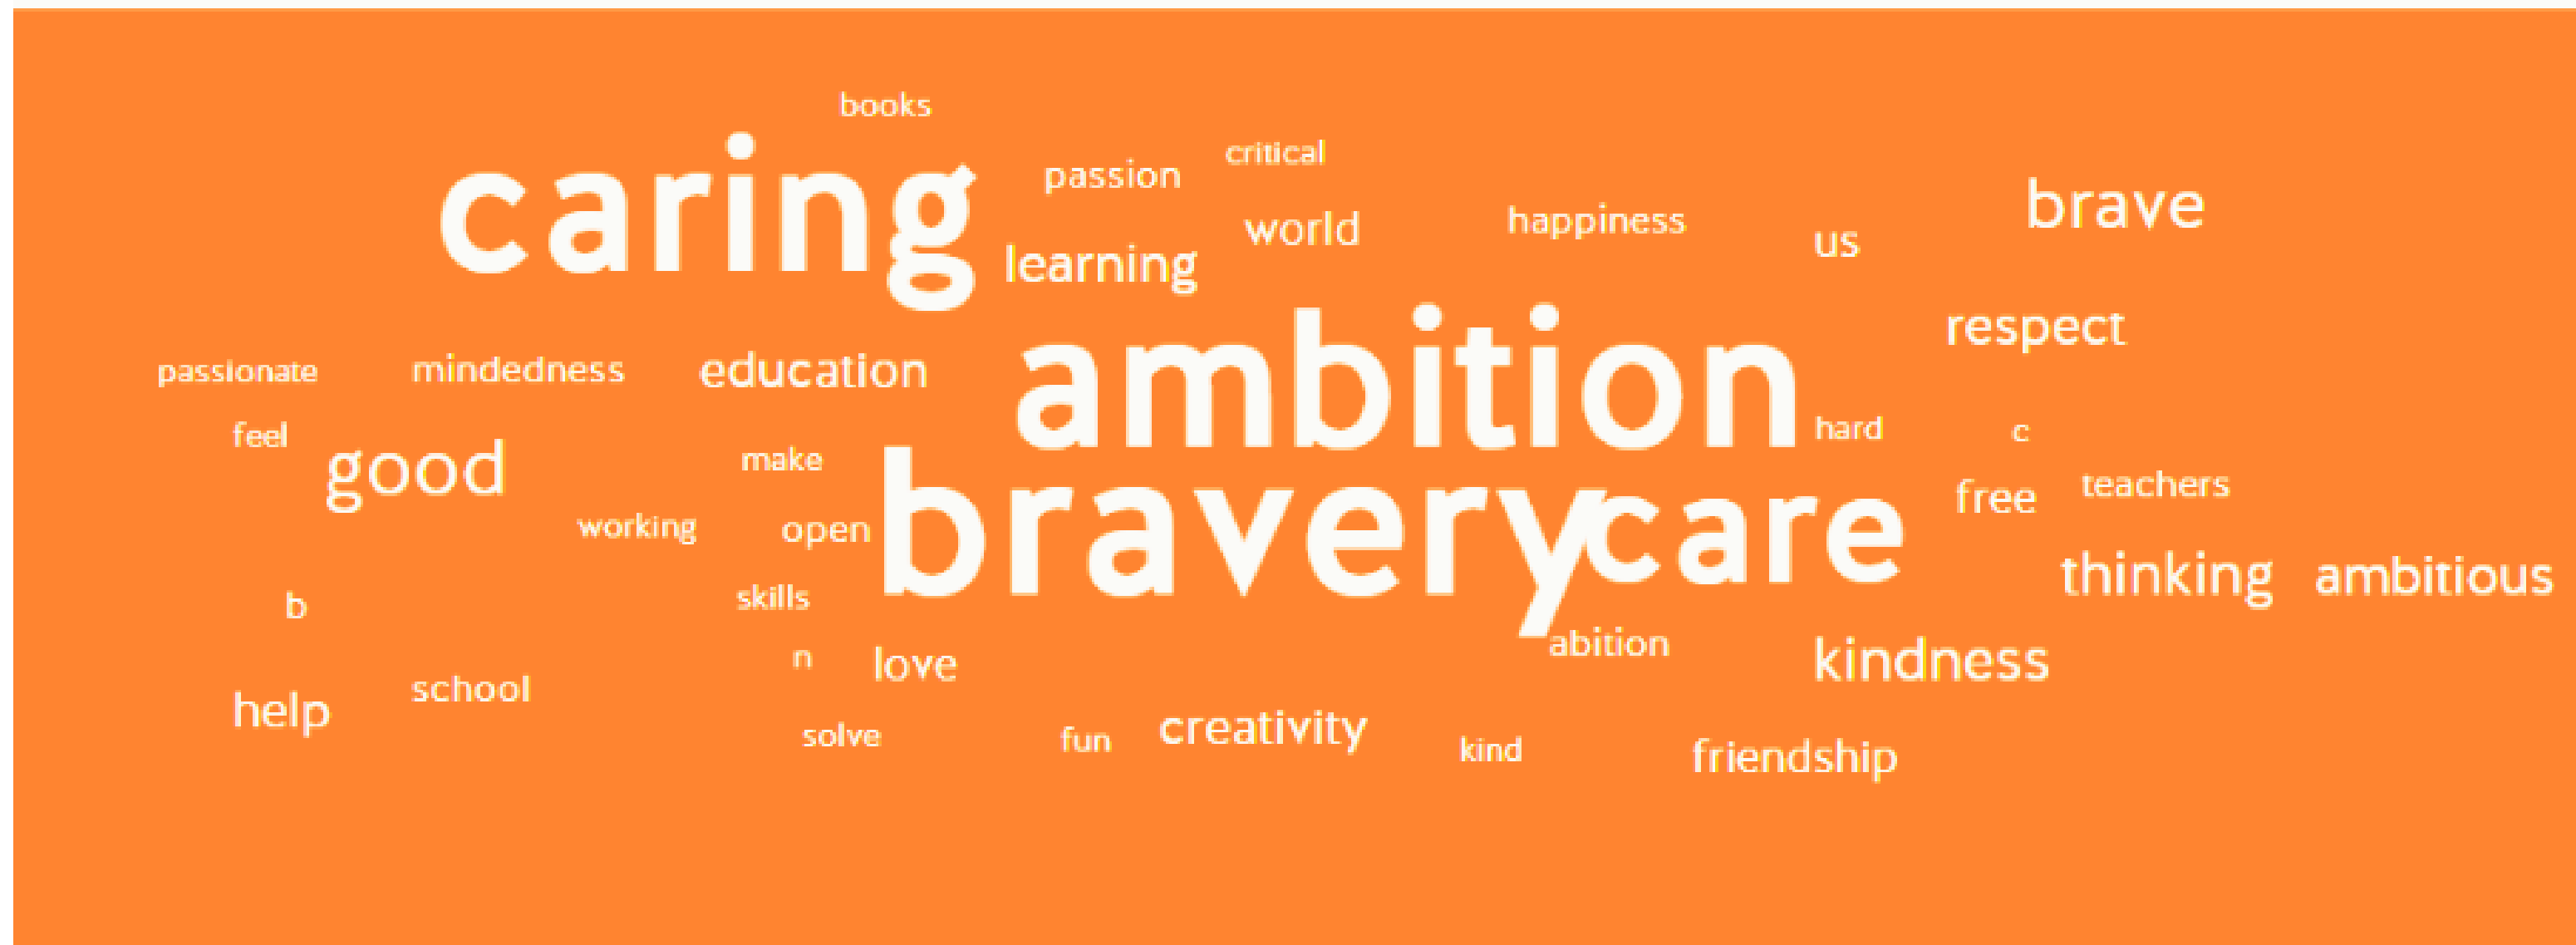 books
critical
caring passion
brave
world happiness us
learning
respect
passionate mindedness education ambition
feel hard c
good make
free teachers
working open bravery care
thinking ambitious
b skills
abition
n love kindness
help school
solve fun creativity kind friendship